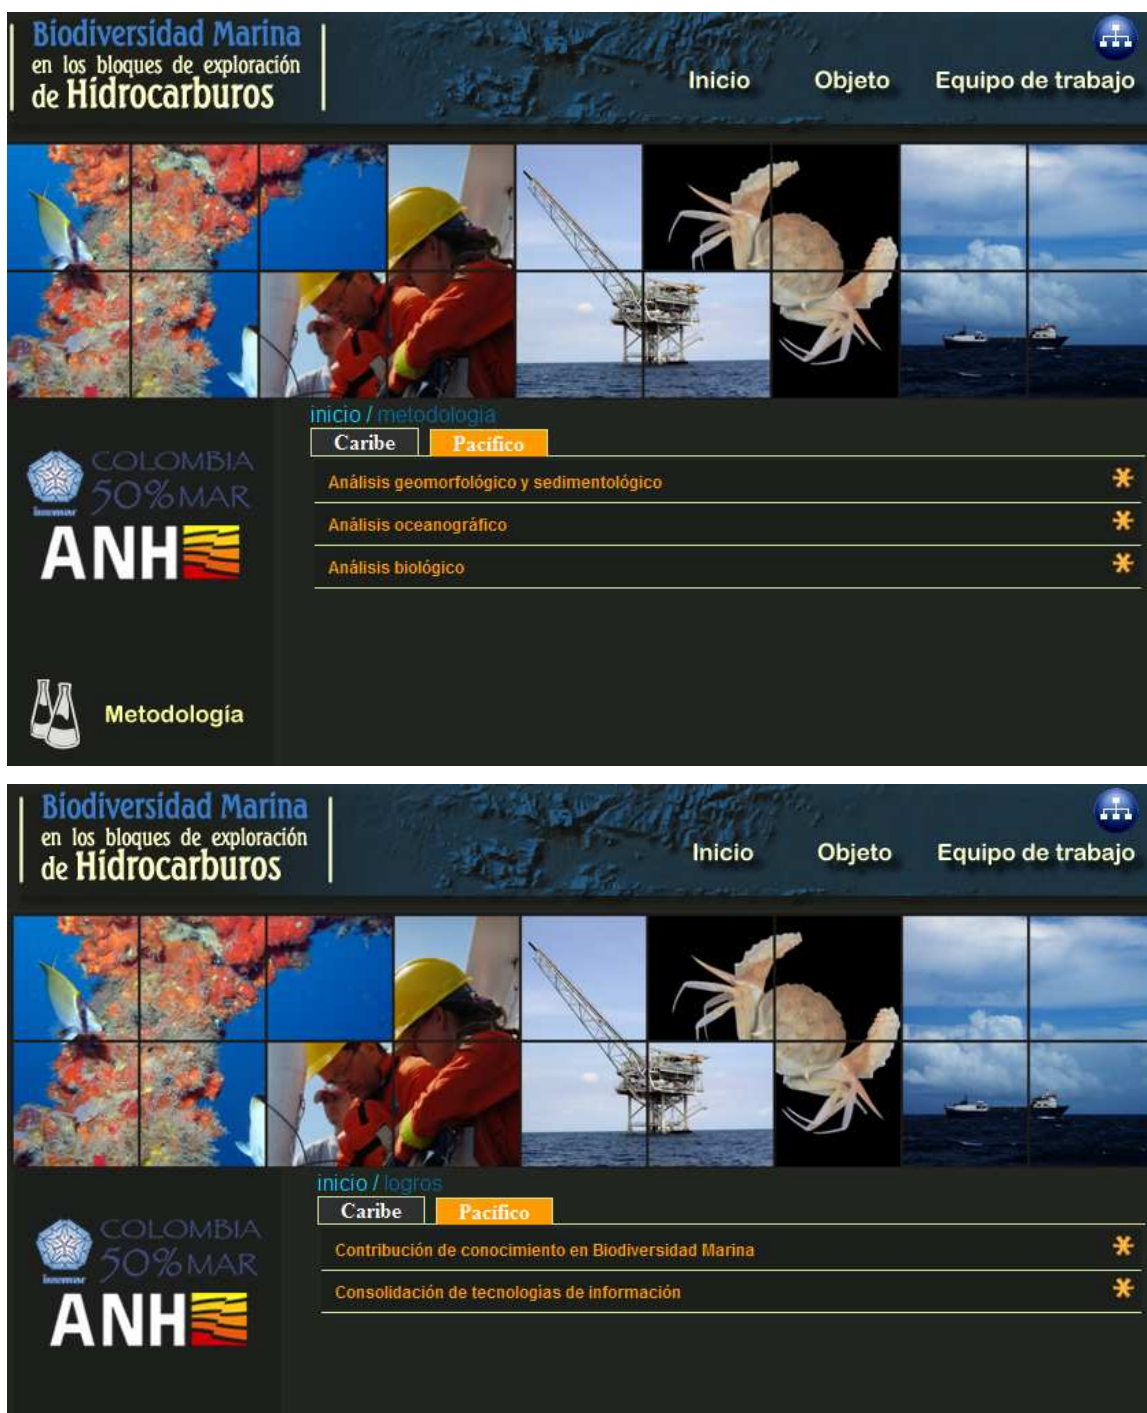 Biodiversidad Marina
en los bloques de exploración
de Hidrocarburos
Inicio Objeto Equipo de trabajo
inicio / metodologia
Caribe Pacífico
Análisis geomorfológico y sedimentológico
Análisis oceanográfico
Análisis biológico
COLOMBIA
50% MAR
invemar
ANH
Metodología
Biodiversidad Marina
en los bloques de exploración
de Hidrocarburos
Inicio Objeto Equipo de trabajo
inicio / logros
Caribe Pacífico
Contribución de conocimiento en Biodiversidad Marina
Consolidación de tecnologías de información
COLOMBIA
50% MAR
invemar
ANH